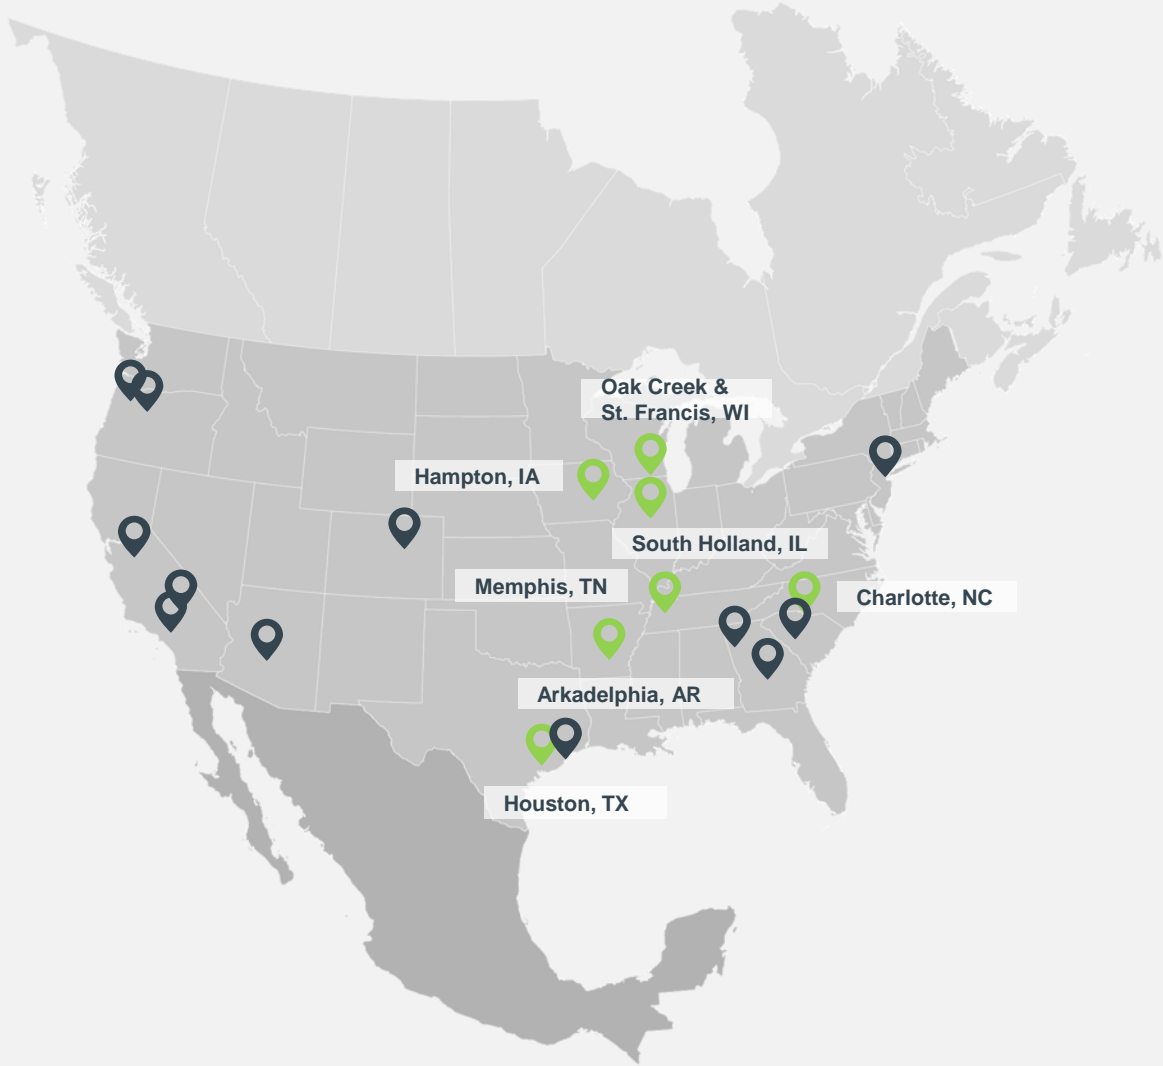 Oak Creek &
St. Francis, WI
Hampton, IA
South Holland, IL
Memphis, TN
Charlotte, NC
Arkadelphia, AR
Houston, TX